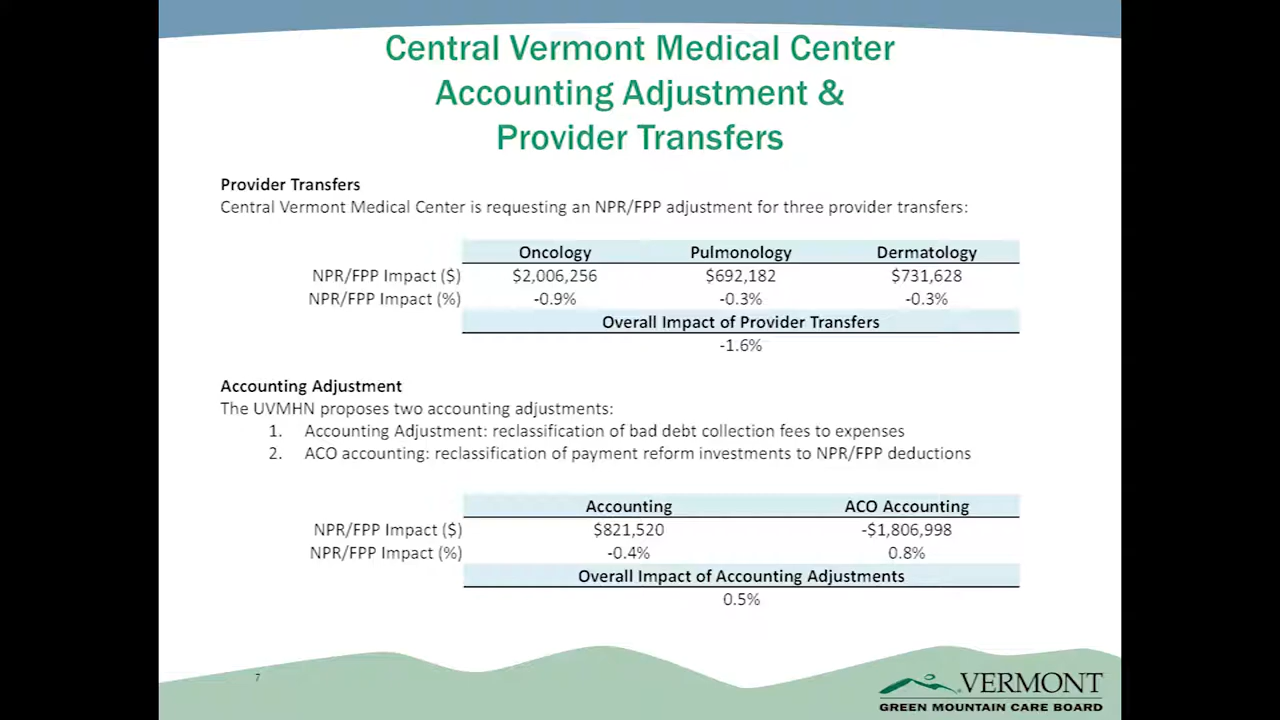 Central Vermont Medical Center
Accounting Adjustment &
Provider Transfers
Provider Transfers
Central Vermont Medical Center is requesting an NPR/FPP adjustment for three provider transfers:
Oncology Pulmonology Dermatology
NPR/FPP Impact ($) $2,006,256 $692,182 $731,628
NPR/FPP Impact (%) -0.9% -0.3% -0.3%
Overall Impact of Provider Transfers
-1.6%
Accounting Adjustment
The UVMHN proposes two accounting adjustments:
1. Accounting Adjustment: reclassification of bad debt collection fees to expenses
2. ACO accounting: reclassification of payment reform investments to NPR/FPP deductions
Accounting ACO Accounting
NPR/FPP Impact ($) $821,520 -$1,806,998
NPR/FPP Impact (%) -0.4% 0.8%
Overall Impact of Accounting Adjustments
0.5%
7
VERMONT
GREEN MOUNTAIN CARE BOARD